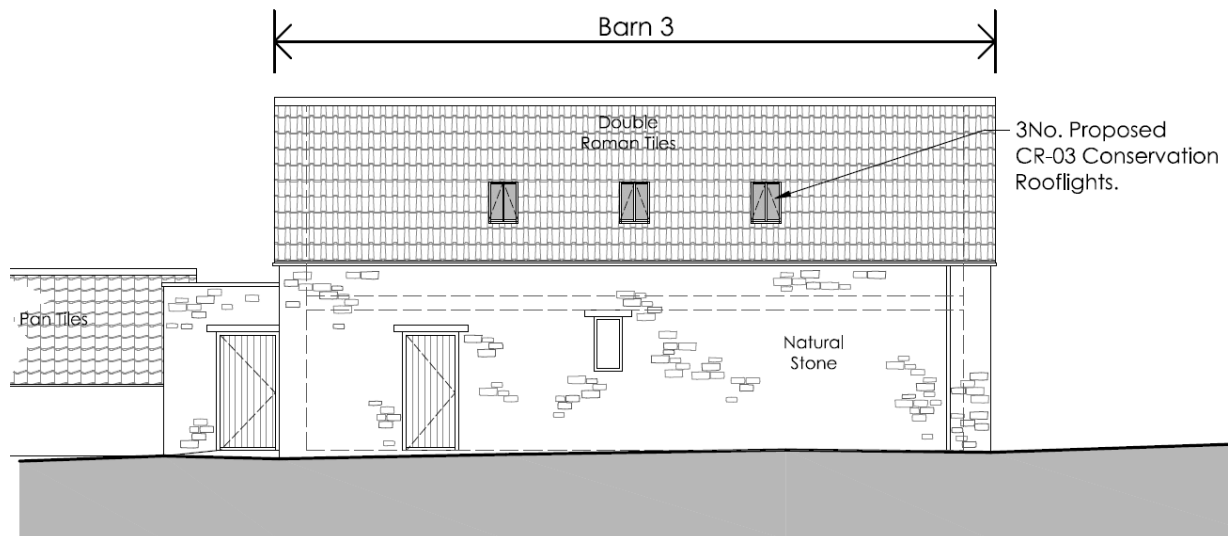 Barn 3
Double
Roman Tiles
3No. Proposed
CR-03 Conservation
Rooflights.
Pan Tiles
Natural
Stone